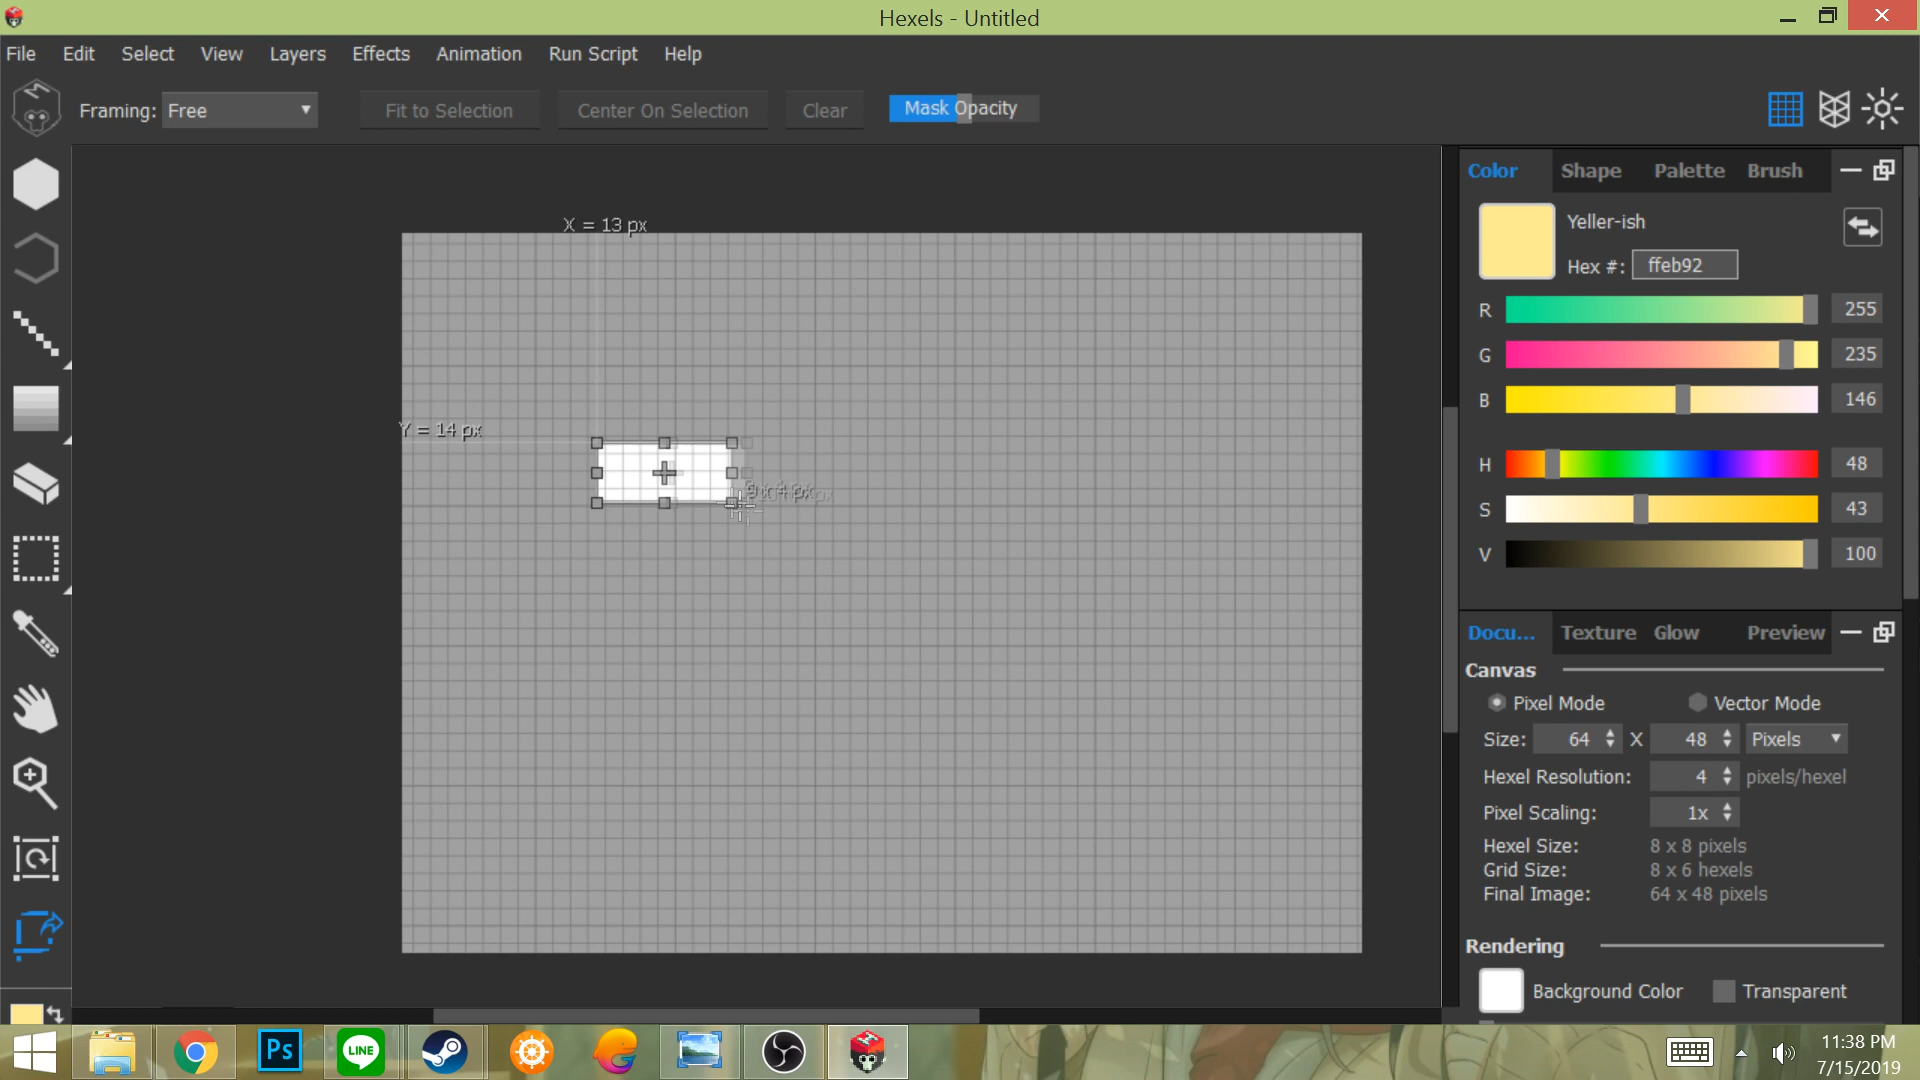 Hexels - Untitled
File Edit Select View Layers Effects Animation Run Script Help
Framing: Free Fit to Selection Center On Selection Clear Mask Opacity
Color Shape Palette Brush
Yeller-ish
Hex #: ffeb92
R 255
G 235
B 146
H 48
S 43
V 100
X = 13 px
Y = 14 px
Docu... Texture Glow Preview
Canvas
Pixel Mode Vector Mode
Size: 64 X 48 Pixels
Hexel Resolution: 4 pixels/hexel
Pixel Scaling: 1x
Hexel Size: 8 x 8 pixels
Grid Size: 8 x 6 hexels
Final Image: 64 x 48 pixels
Rendering
Background Color Transparent
Ps
LINE
11:38 PM
7/15/2019